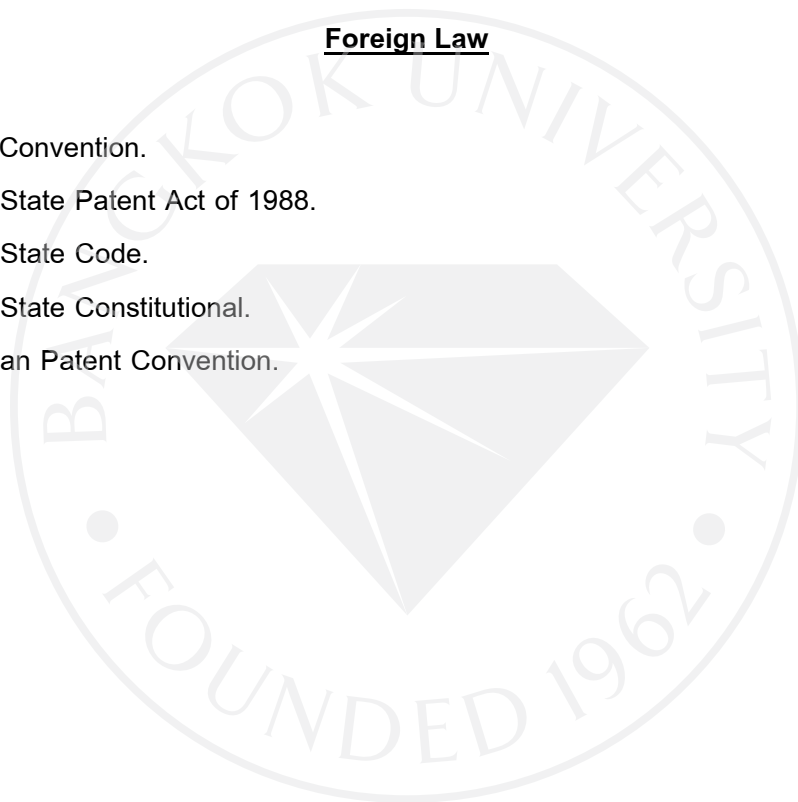 Foreign Law
Convention.
State Patent Act of 1988.
State Code.
State Constitutional.
an Patent Convention.
BANGKOK UNIVERSITY
FOUNDED 1962